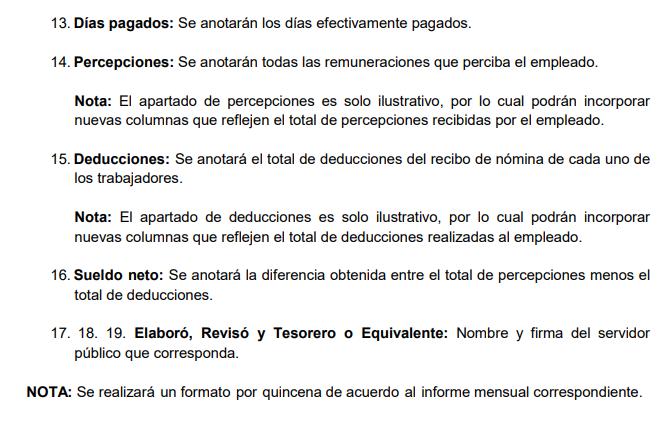 13. Días pagados: Se anotarán los días efectivamente pagados.
14. Percepciones: Se anotarán todas las remuneraciones que perciba el empleado.
Nota: El apartado de percepciones es solo ilustrativo, por lo cual podrán incorporar
nuevas columnas que reflejen el total de percepciones recibidas por el empleado.
15. Deducciones: Se anotará el total de deducciones del recibo de nómina de cada uno de
los trabajadores.
Nota: El apartado de deducciones es solo ilustrativo, por lo cual podrán incorporar
nuevas columnas que reflejen el total de deducciones realizadas al empleado.
16. Sueldo neto: Se anotará la diferencia obtenida entre el total de percepciones menos el
total de deducciones.
17. 18. 19. Elaboró, Revisó y Tesorero o Equivalente: Nombre y firma del servidor
público que corresponda.
NOTA: Se realizará un formato por quincena de acuerdo al informe mensual correspondiente.